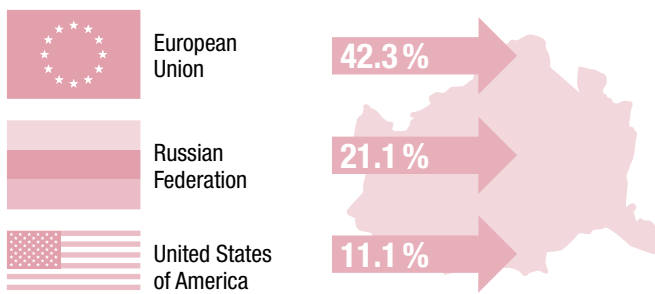 European
Union
42.3 %
Russian
Federation
21.1 %
United States
of America
11.1 %